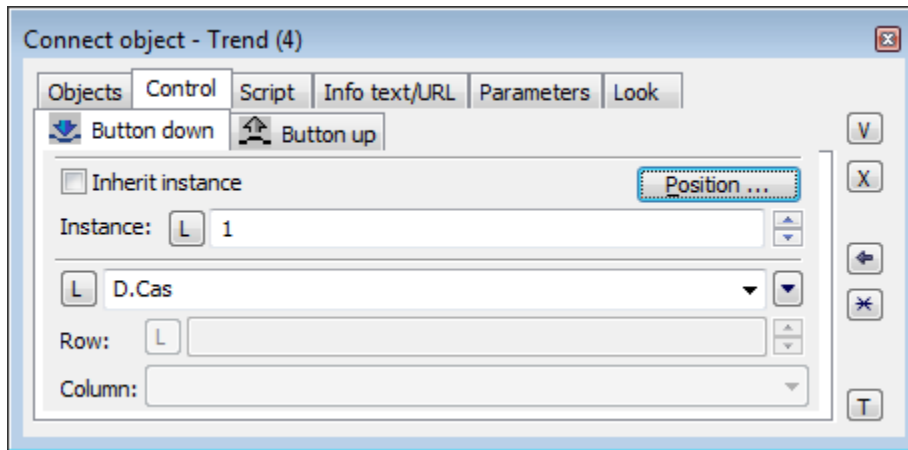 Connect object - Trend (4)
Objects Control Script Info text/URL Parameters Look
Button down Button up
V
Inherit instance Position ...
X
Instance: L 1
L D.Cas
Row: L
Column:
T